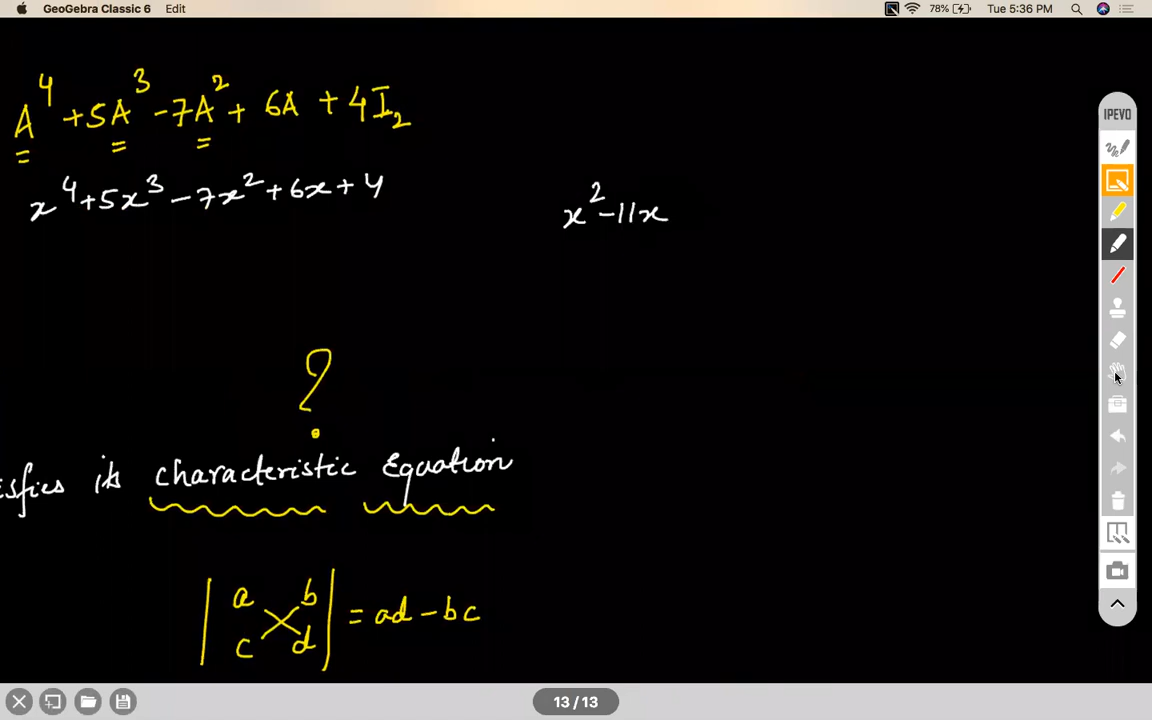 GeoGebra Classic 6 Edit 78% Tue 5:36 PM
A⁴ + 5A³ - 7A² + 6A + 4I₂
x⁴ + 5x³ - 7x² + 6x + 4
x² - 11x
IPEVO
?
its characteristic Equation
| a b | = ad - bc
| c d |
13 / 13